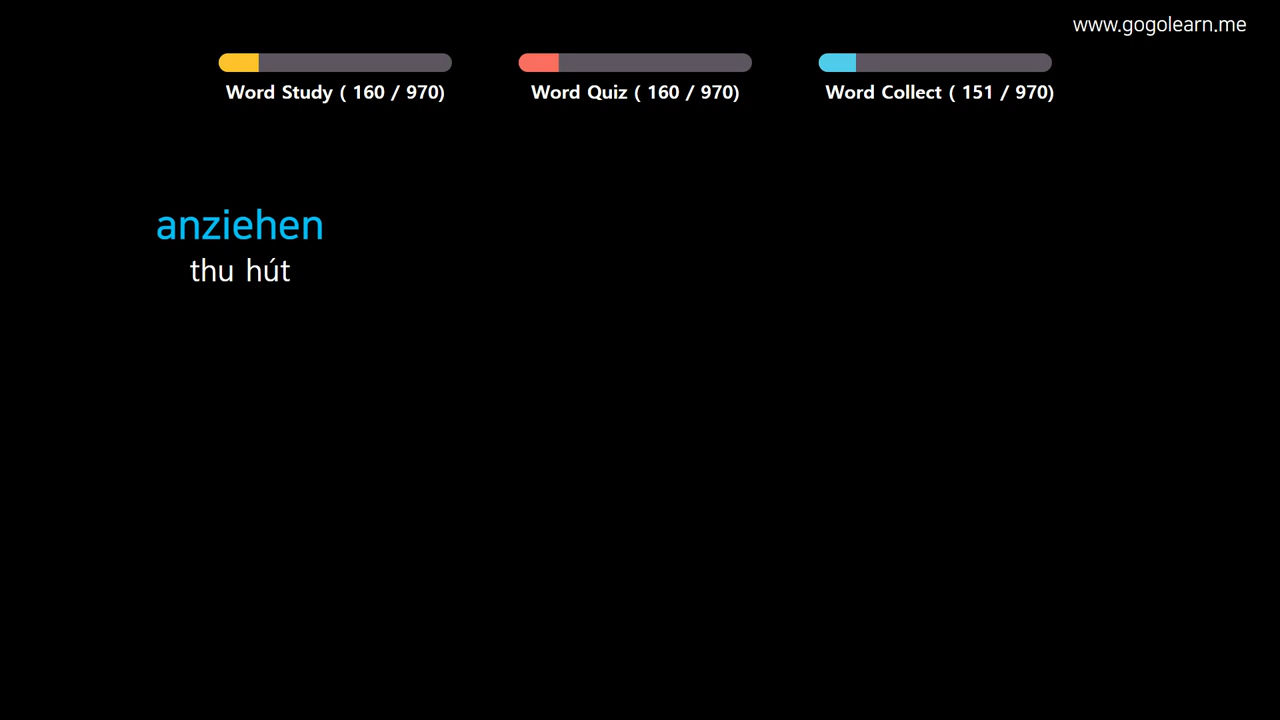 www.gogolearn.me
Word Study ( 160 / 970)
Word Quiz ( 160 / 970)
Word Collect ( 151 / 970)
anziehen
thu hút